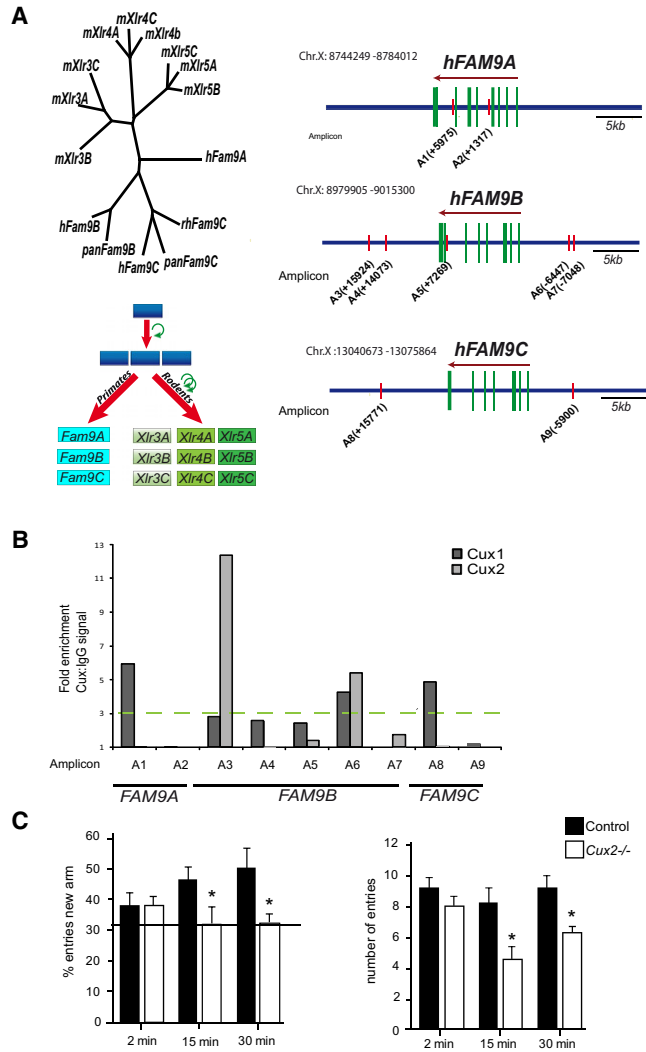 A
mXlr4C
mXlr4A
mXlr4b
mXlr5C
mXlr5A
mXlr5B
mXlr3C
mXlr3A
mXlr3B
hFam9A
hFam9B
panFam9B
hFam9C
panFam9C
rhFam9C
Primates
Rodents
Fam9A
Fam9B
Fam9C
Xlr3A
Xlr4A
Xlr5A
Xlr3B
Xlr4B
Xlr5B
Xlr3C
Xlr4C
Xlr5C
Chr.X: 8744249 -8784012
hFAM9A
5kb
Amplicon
A1(+5975)
A2(+1317)
Chr.X: 8979905 -9015300
hFAM9B
5kb
Amplicon
A3(+15924)
A4(+14073)
A5(+7269)
A6(-6447)
A7(-7048)
Chr.X :13040673 -13075864
hFAM9C
5kb
Amplicon
A8(+15771)
A9(-5900)
B
Fold enrichment
Cux:IgG signal
13
11
9
7
5
3
1
Cux1
Cux2
Amplicon
A1 A2 A3 A4 A5 A6 A7 A8 A9
FAM9A FAM9B FAM9C
C
Control
Cux2-/-
% entries new arm
60
50
40
30
20
10
0
* *
2 min 15 min 30 min
number of entries
12
10
8
6
4
2
0
* *
2 min 15 min 30 min